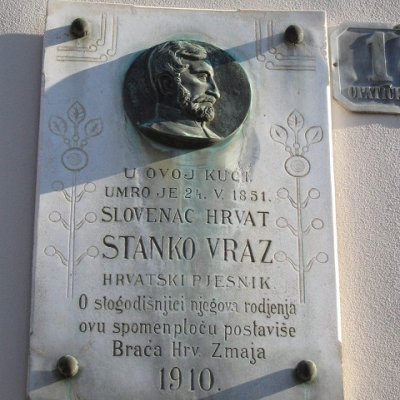 U OVOJ KUĆI
UMRO JE 24. V. 1851.
SLOVENAC HRVAT
STANKO VRAZ
HRVATSKI PJESNIK.
O stogodišnjici njegova rodjenja
ovu spomenploču postaviše
Braća Hrv. Zmaja
1910.
1